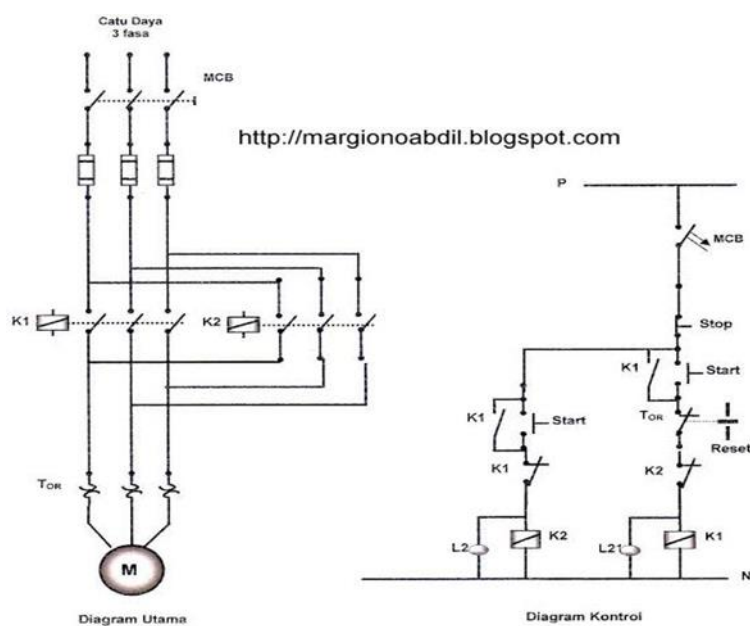 Catu Daya
3 fasa
MCB
http://margionoabdil.blogspot.com
P
MCB
K1
K2
Stop
K1
Start
K1
Start
TOR
Reset
K1
K2
TOR
L2
K2
L21
K1
M
N
Diagram Utama
Diagram Kontrol